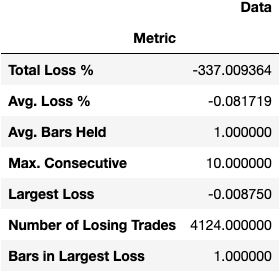 Data
Metric
Total Loss % -337.009364
Avg. Loss % -0.081719
Avg. Bars Held 1.000000
Max. Consecutive 10.000000
Largest Loss -0.008750
Number of Losing Trades 4124.000000
Bars in Largest Loss 1.000000